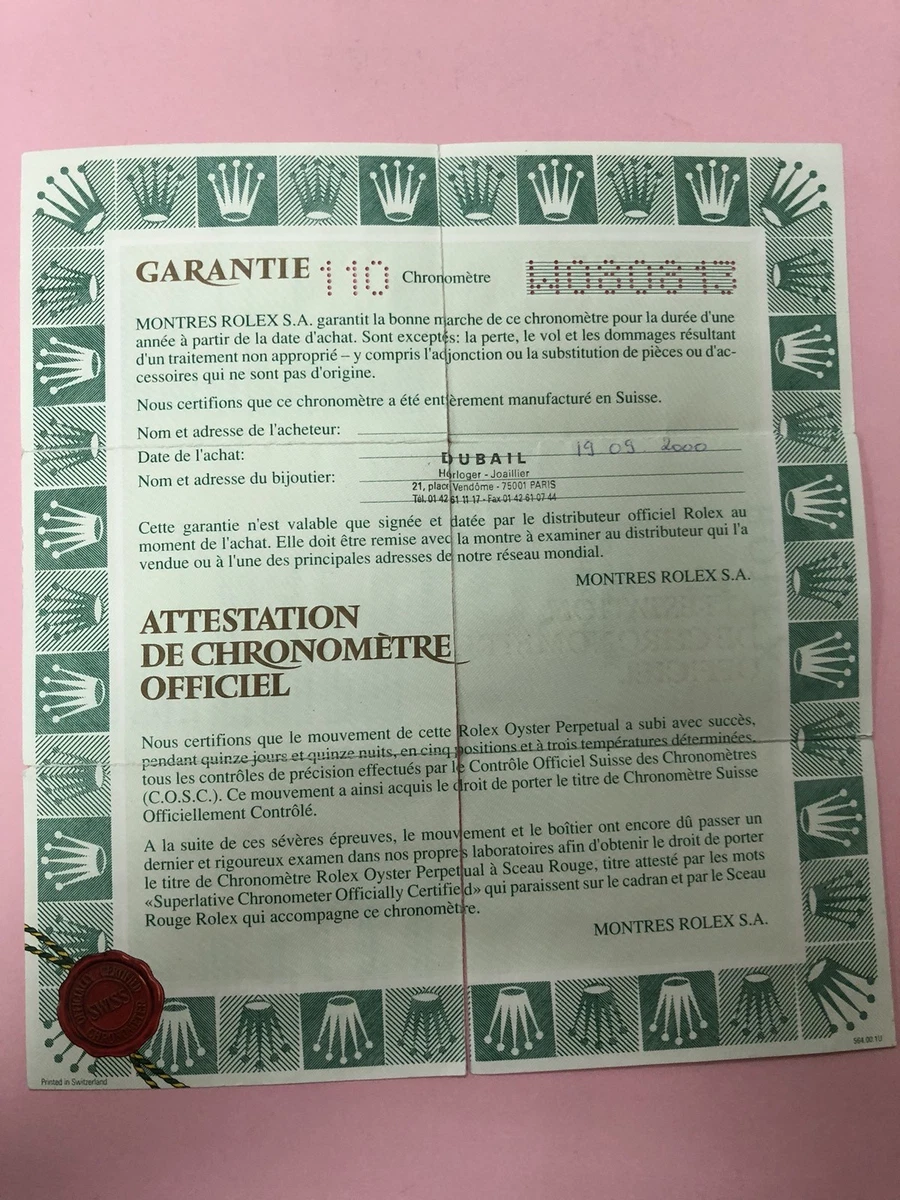 GARANTIE 110 Chronomètre W080813
MONTRES ROLEX S.A. garantit la bonne marche de ce chronomètre pour la durée d'une
année à partir de la date d'achat. Sont exceptés: la perte, le vol et les dommages résultant
d'un traitement non approprié – y compris l'adjonction ou la substitution de pièces ou d'ac-
cessoires qui ne sont pas d'origine.
Nous certifions que ce chronomètre a été entièrement manufacturé en Suisse.
Nom et adresse de l'acheteur:
Date de l'achat: 19 09 2000
DUBAIL
Nom et adresse du bijoutier: Horloger - Joaillier
21, place Vendôme - 75001 PARIS
Tél. 01 42 61 11 17 - Fax 01 42 61 07 44
Cette garantie n'est valable que signée et datée par le distributeur officiel Rolex au
moment de l'achat. Elle doit être remise avec la montre à examiner au distributeur qui l'a
vendue ou à l'une des principales adresses de notre réseau mondial.
MONTRES ROLEX S.A.
ATTESTATION
DE CHRONOMÈTRE
OFFICIEL
Nous certifions que le mouvement de cette Rolex Oyster Perpetual a subi avec succès,
pendant quinze jours et quinze nuits, en cinq positions et à trois températures déterminées,
tous les contrôles de précision effectués par le Contrôle Officiel Suisse des Chronomètres
(C.O.S.C.). Ce mouvement a ainsi acquis le droit de porter le titre de Chronomètre Suisse
Officiellement Contrôlé.
A la suite de ces sévères épreuves, le mouvement et le boîtier ont encore dû passer un
dernier et rigoureux examen dans nos propres laboratoires afin d'obtenir le droit de porter
le titre de Chronomètre Rolex Oyster Perpetual à Sceau Rouge, titre attesté par les mots
«Superlative Chronometer Officially Certified» qui paraissent sur le cadran et par le Sceau
Rouge Rolex qui accompagne ce chronomètre.
MONTRES ROLEX S.A.
OFFICIALLY CERTIFIED
SWISS
CHRONOMETER
Printed in Switzerland
564.00 1U